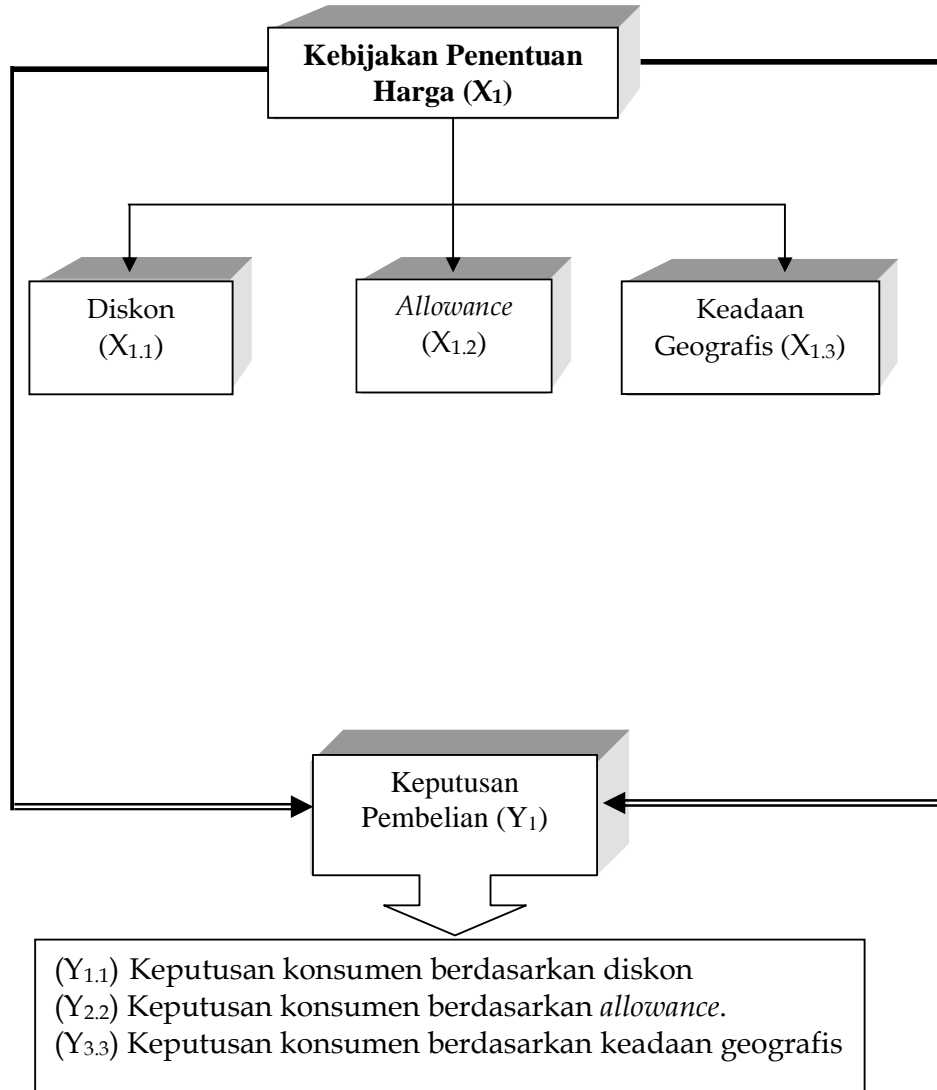 Kebijakan Penentuan
Harga (X₁)
Diskon
(X₁.₁)
Allowance
(X₁.₂)
Keadaan
Geografis (X₁.₃)
Keputusan
Pembelian (Y₁)
(Y₁.₁) Keputusan konsumen berdasarkan diskon
(Y₂.₂) Keputusan konsumen berdasarkan allowance.
(Y₃.₃) Keputusan konsumen berdasarkan keadaan geografis